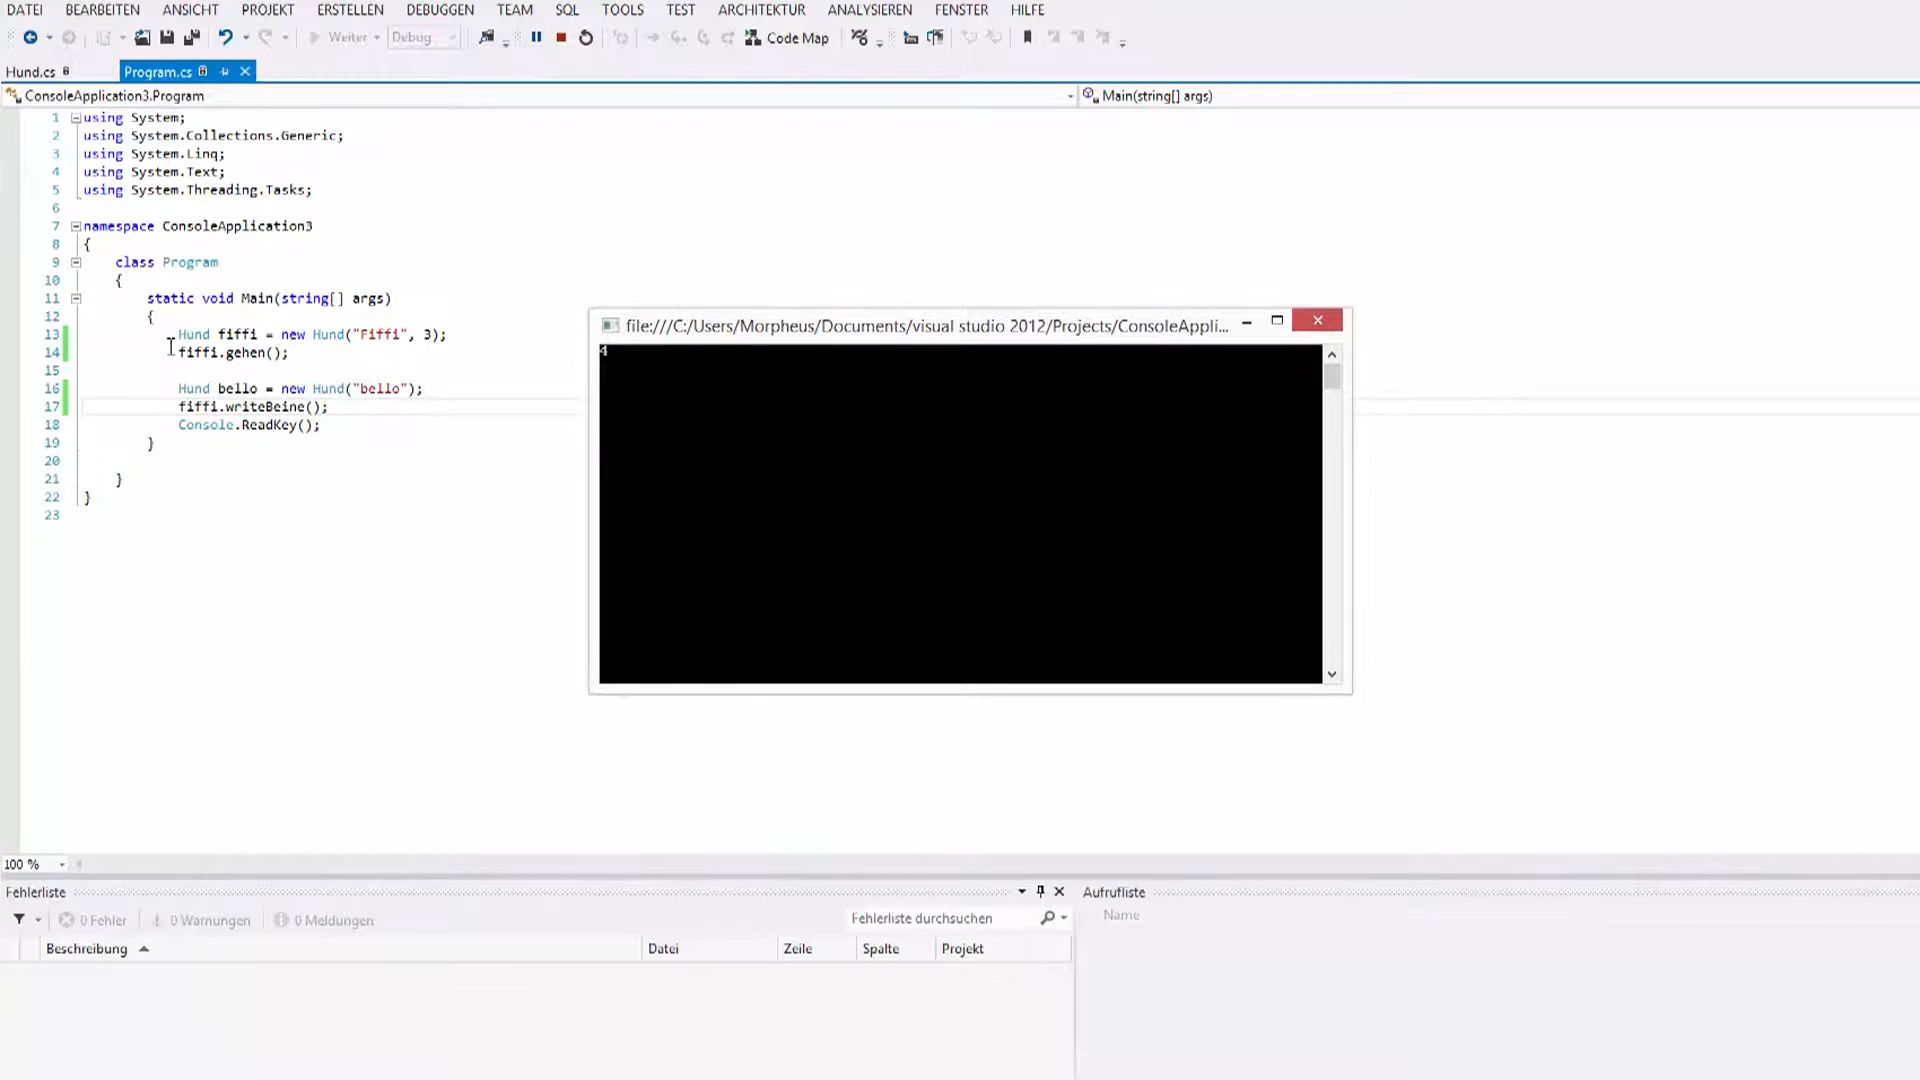 DATEI BEARBEITEN ANSICHT PROJEKT ERSTELLEN DEBUGGEN TEAM SQL TOOLS TEST ARCHITEKTUR ANALYSIEREN FENSTER HILFE
Weiter Debug Code Map
Hund.cs Program.cs
ConsoleApplication3.Program Main(string[] args)
1 using System;
2 using System.Collections.Generic;
3 using System.Linq;
4 using System.Text;
5 using System.Threading.Tasks;
6
7 namespace ConsoleApplication3
8 {
9 class Program
10 {
11 static void Main(string[] args)
12 {
13 Hund fiffi = new Hund("Fiffi", 3);
14 fiffi.gehen();
15
16 Hund bello = new Hund("bello");
17 fiffi.writeBeine();
18 Console.ReadKey();
19 }
20
21 }
22 }
23
file:///C:/Users/Morpheus/Documents/visual studio 2012/Projects/ConsoleAppli...
4
100 %
Fehlerliste
0 Fehler 0 Warnungen 0 Meldungen Fehlerliste durchsuchen
Beschreibung Datei Zeile Spalte Projekt
Aufrufliste
Name